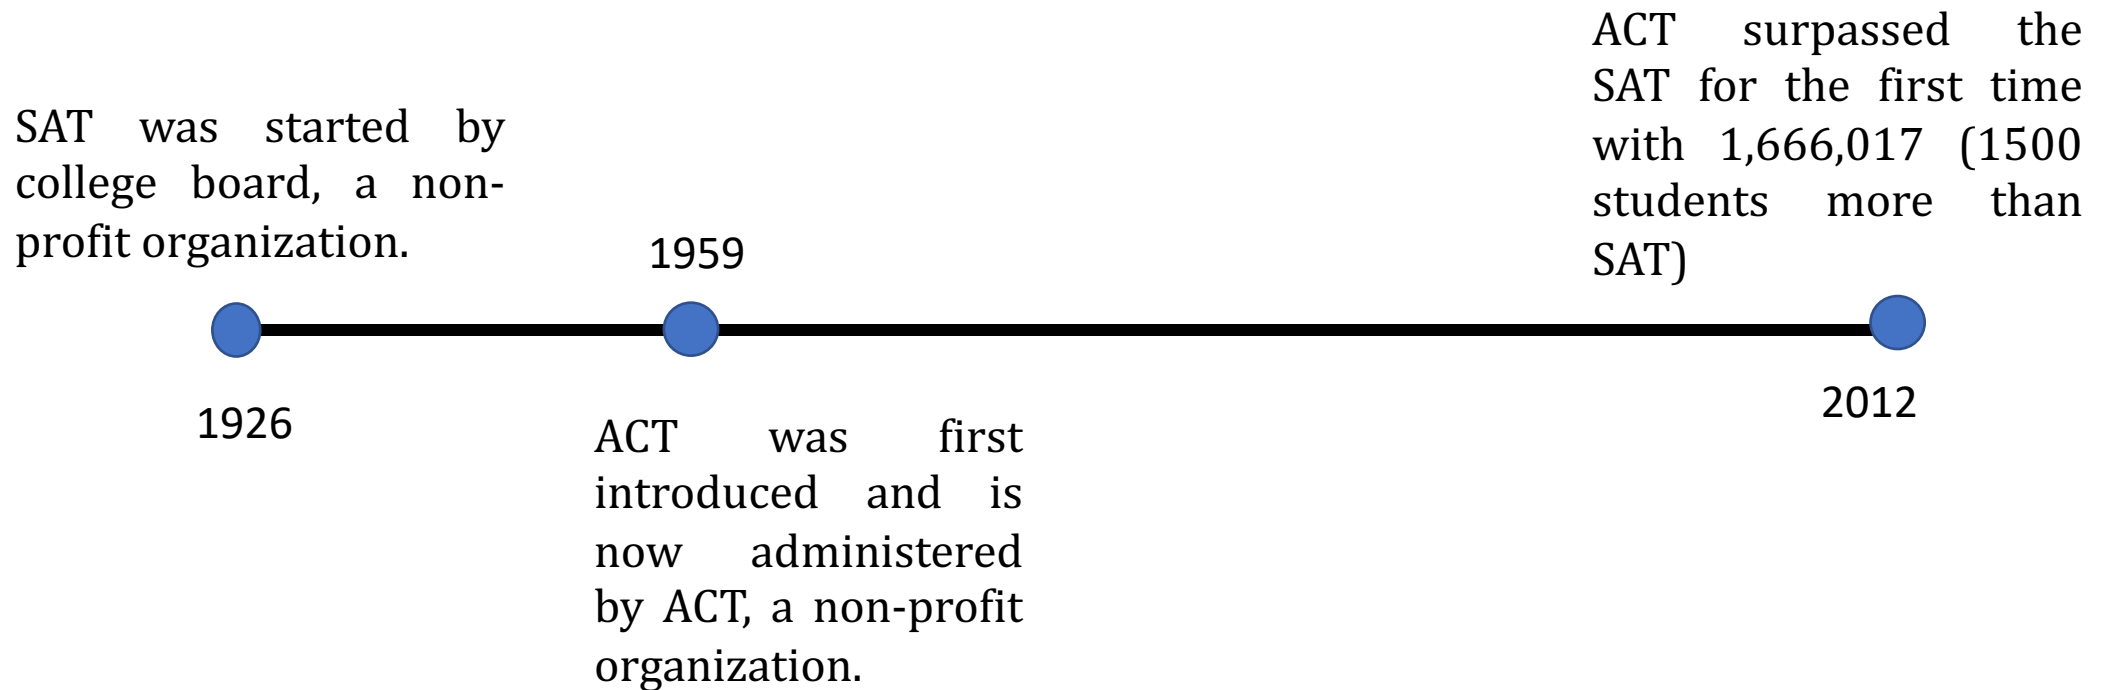 SAT was started by
college board, a non-
profit organization.
1926
1959
ACT was first
introduced and is
now administered
by ACT, a non-profit
organization.
ACT surpassed the
SAT for the first time
with 1,666,017 (1500
students more than
SAT)
2012